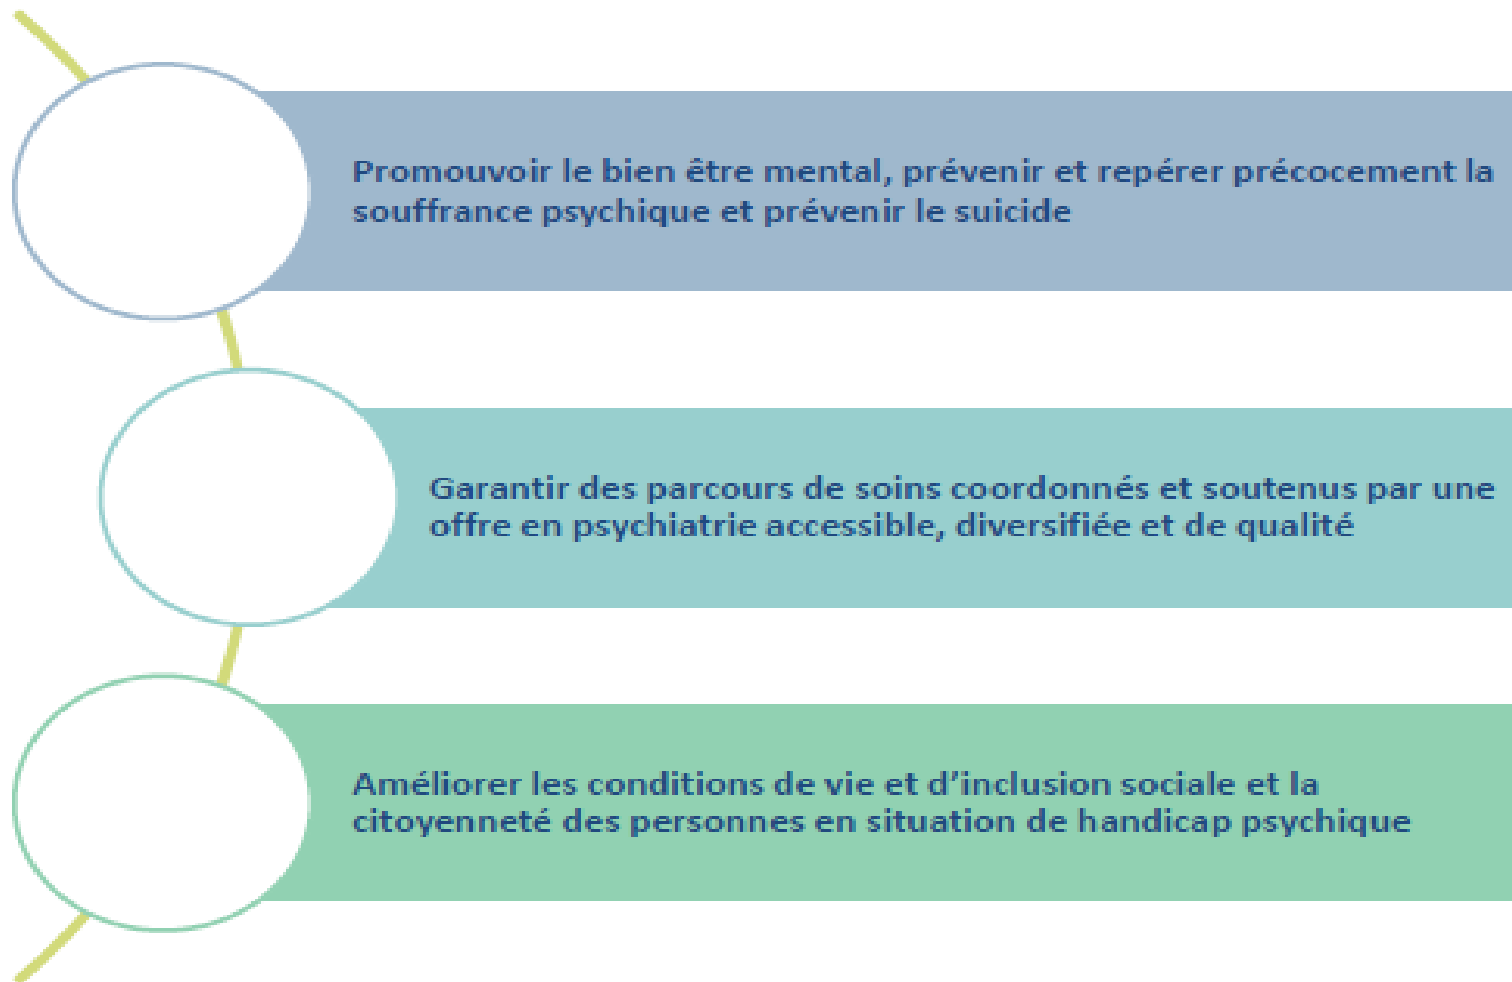 Promouvoir le bien être mental, prévenir et repérer précocement la
souffrance psychique et prévenir le suicide
Garantir des parcours de soins coordonnés et soutenus par une
offre en psychiatrie accessible, diversifiée et de qualité
Améliorer les conditions de vie et d’inclusion sociale et la
citoyenneté des personnes en situation de handicap psychique